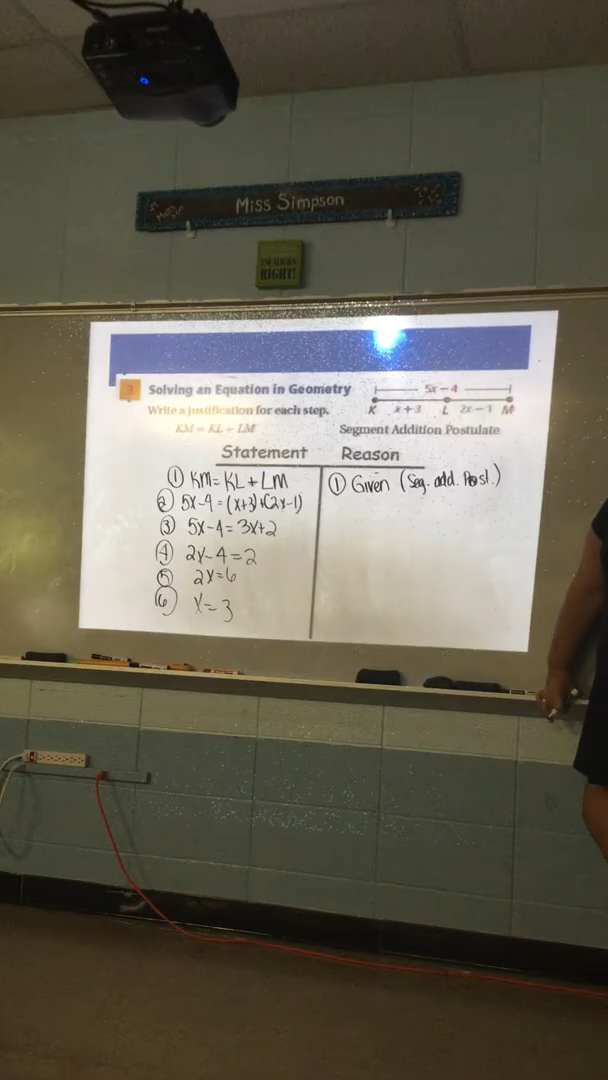 Miss Simpson
I'M ALWAYS
RIGHT!
3 Solving an Equation in Geometry
Write a justification for each step.
5x – 4
K x + 3 L 2x – 1 M
KM = KL + LM Segment Addition Postulate
Statement Reason
① KM = KL + LM ① Given (Seg. add. Post.)
② 5x-4 = (x+3)+(2x-1)
③ 5x-4 = 3x+2
④ 2x-4 = 2
⑤ 2x = 6
⑥ x = 3